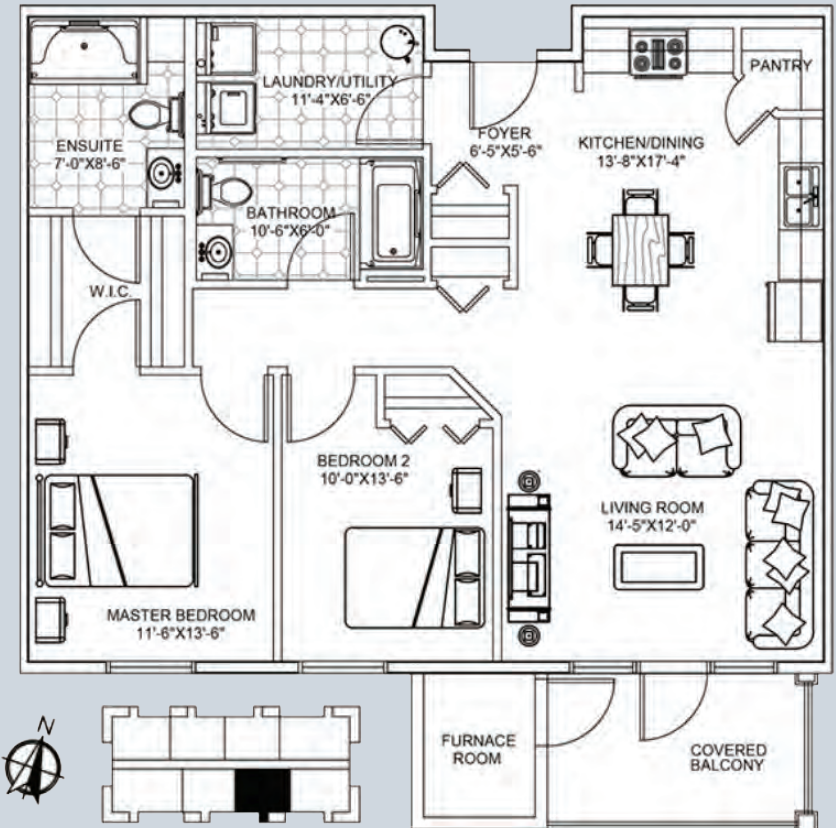 LAUNDRY/UTILITY
11'-4"X6'-6"
PANTRY
ENSUITE
7'-0"X8'-6"
FOYER
6'-5"X5'-6"
KITCHEN/DINING
13'-8"X17'-4"
BATHROOM
10'-6"X6'-0"
W.I.C.
BEDROOM 2
10'-0"X13'-6"
LIVING ROOM
14'-5"X12'-0"
MASTER BEDROOM
11'-6"X13'-6"
N
FURNACE
ROOM
COVERED
BALCONY